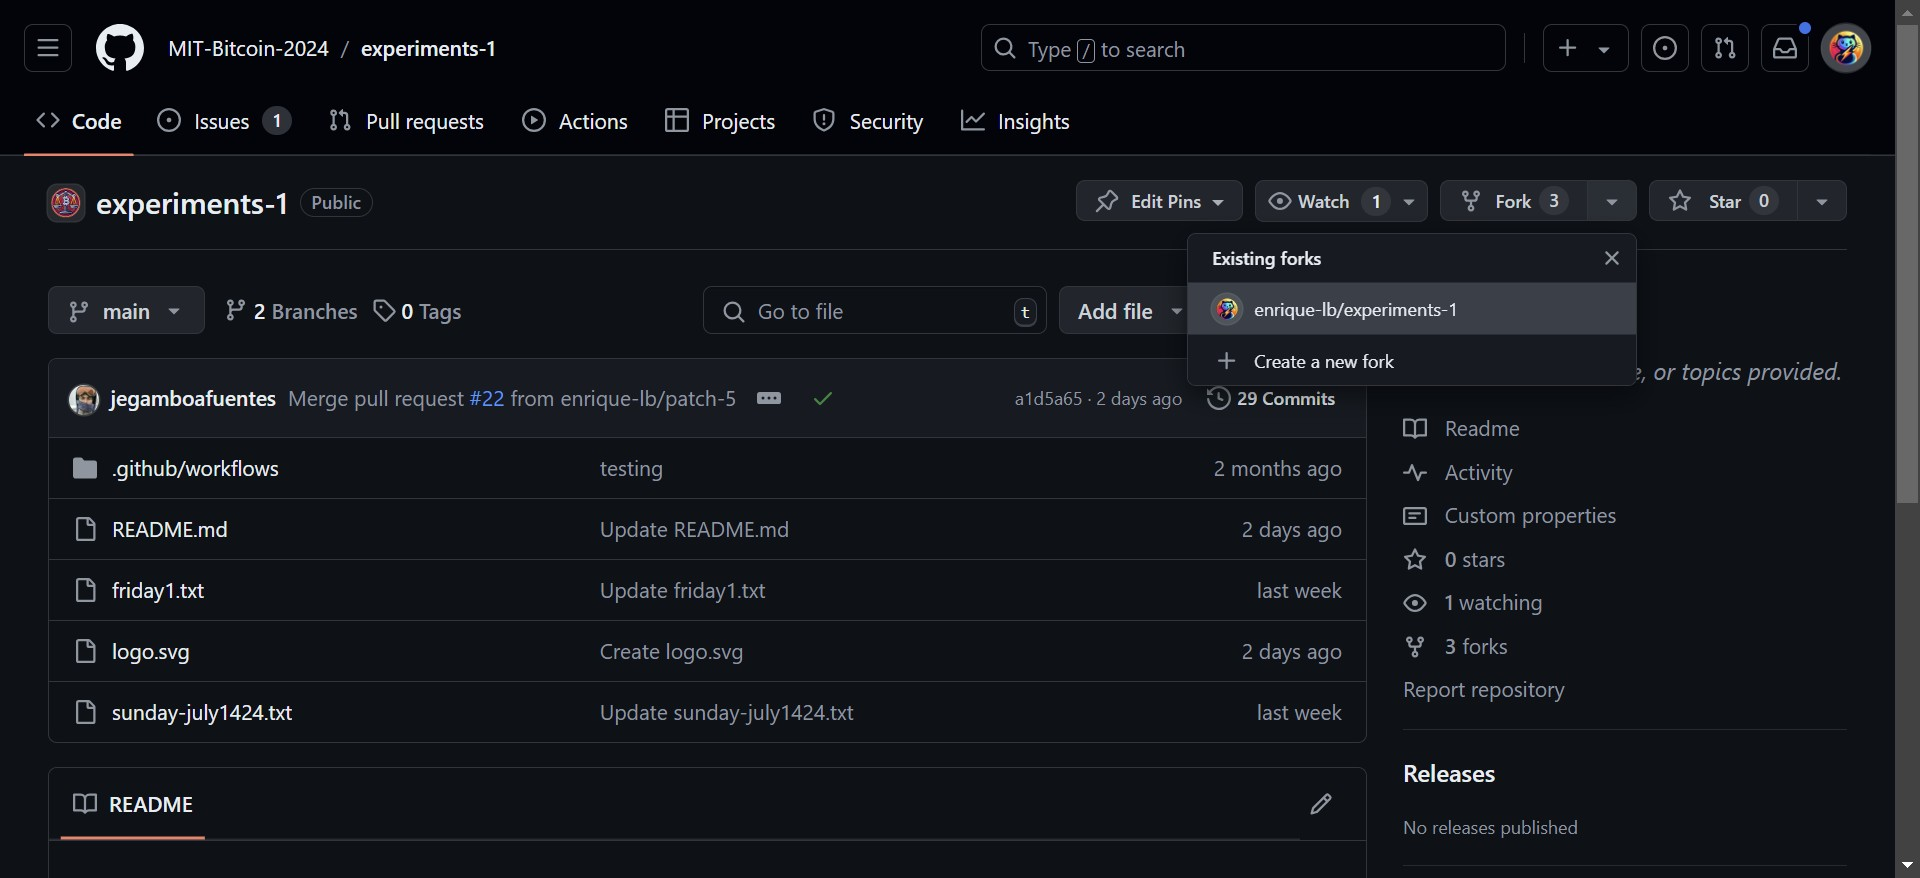 MIT-Bitcoin-2024 / experiments-1
Type / to search
Code
Issues 1
Pull requests
Actions
Projects
Security
Insights
experiments-1 Public
Edit Pins
Watch 1
Fork 3
Star 0
Existing forks
enrique-lb/experiments-1
Create a new fork
main
2 Branches
0 Tags
Go to file t
Add file
, or topics provided.
jegamboafuentes Merge pull request #22 from enrique-lb/patch-5
a1d5a65 · 2 days ago
29 Commits
.github/workflows testing 2 months ago
README.md Update README.md 2 days ago
friday1.txt Update friday1.txt last week
logo.svg Create logo.svg 2 days ago
sunday-july1424.txt Update sunday-july1424.txt last week
README
Readme
Activity
Custom properties
0 stars
1 watching
3 forks
Report repository
Releases
No releases published